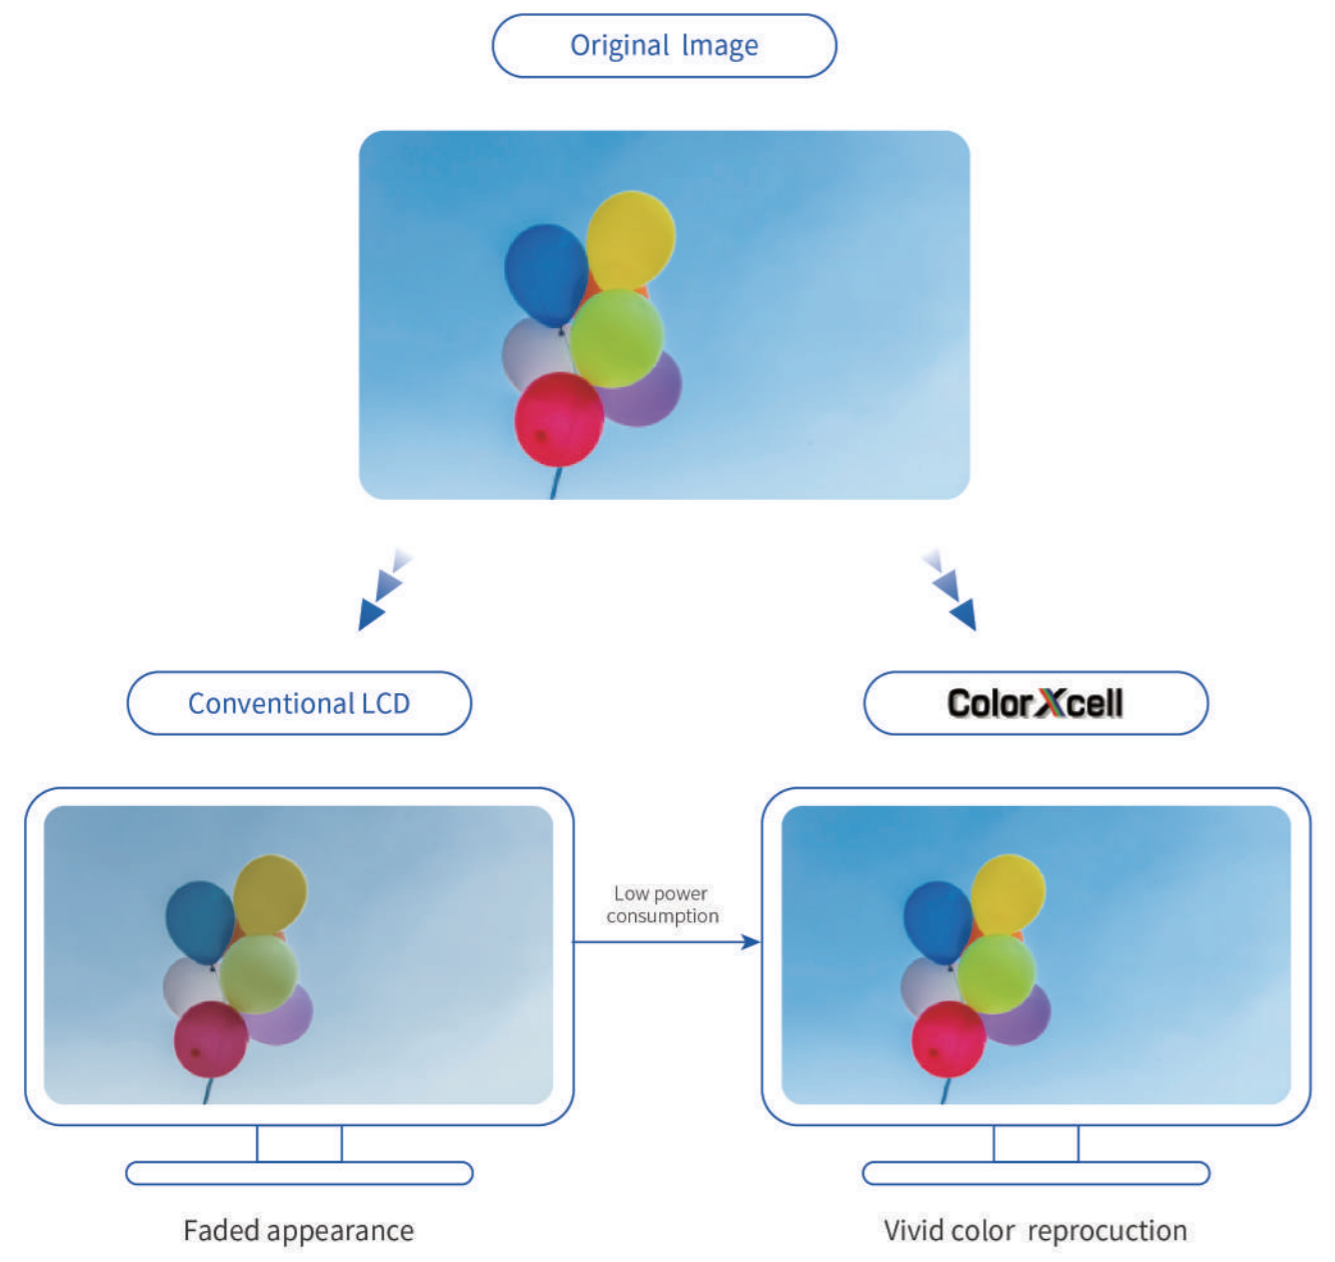 Original Image
Conventional LCD
ColorXcell
Low power
consumption
Faded appearance
Vivid color reprocuction